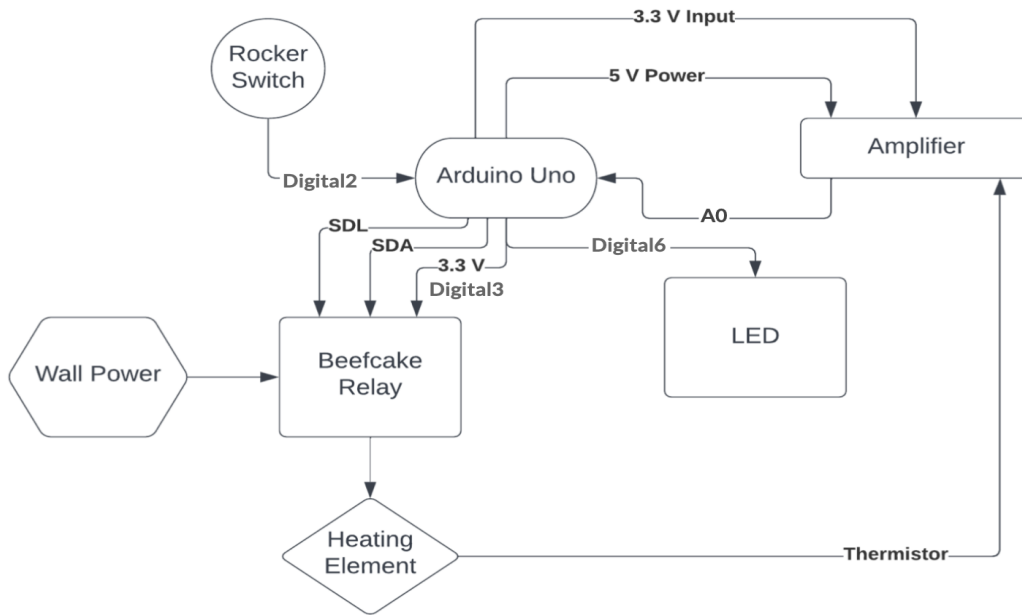 3.3 V Input
Rocker
Switch
5 V Power
Amplifier
Arduino Uno
Digital2
A0
SDL
SDA
Digital6
3.3 V
Digital3
LED
Beefcake
Relay
Wall Power
Heating
Element
Thermistor